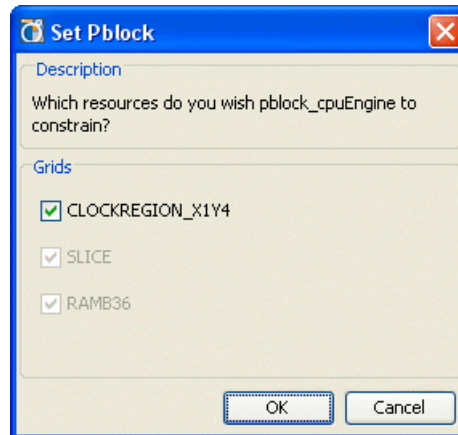 Set Pblock
Description
Which resources do you wish pblock_cpuEngine to
constrain?
Grids
CLOCKREGION_X1Y4
SLICE
RAMB36
OK
Cancel